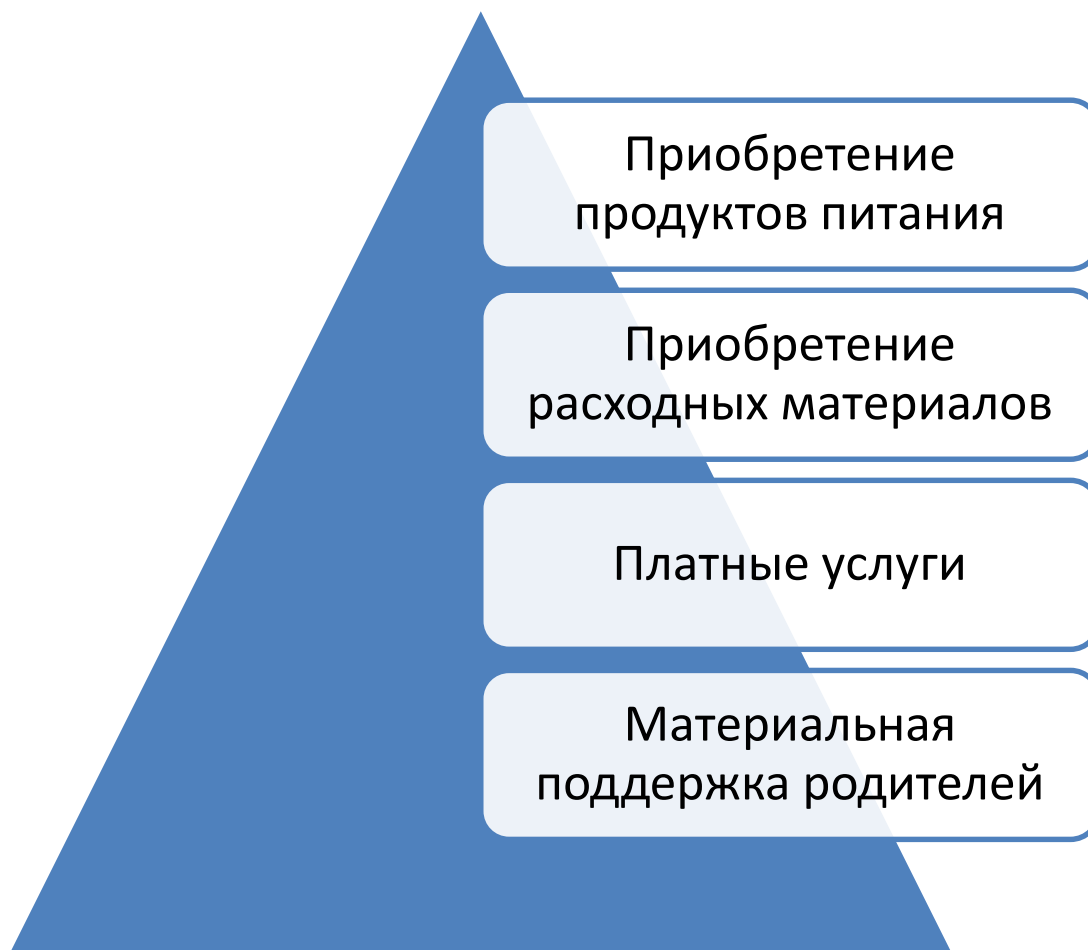 Приобретение
продуктов питания
Приобретение
расходных материалов
Платные услуги
Материальная
поддержка родителей